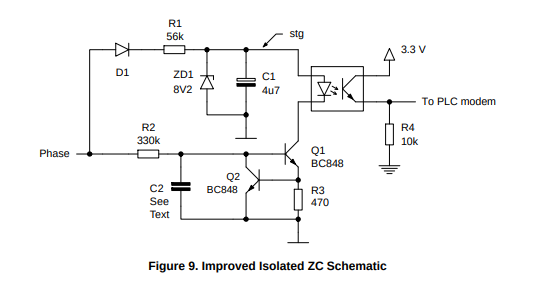 R1
56k
stg
3.3 V
D1
ZD1
8V2
C1
4u7
To PLC modem
R2
330k
R4
10k
Phase
Q1
BC848
Q2
BC848
C2
See
Text
R3
470
Figure 9. Improved Isolated ZC Schematic